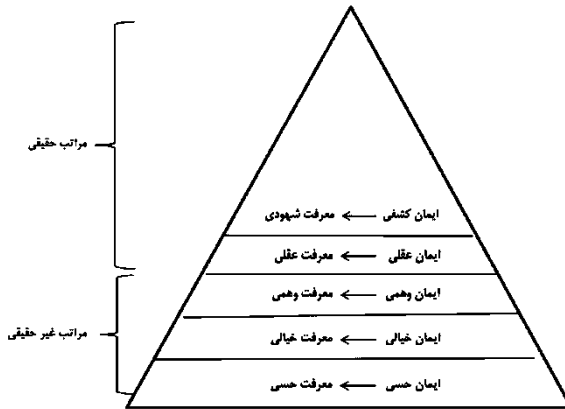 مراتب حقیقی
ایمان کشفی ← معرفت شهودی
ایمان عقلی ← معرفت عقلی
ایمان وهمی ← معرفت وهمی
مراتب غیر حقیقی
ایمان خیالی ← معرفت خیالی
ایمان حسی ← معرفت حسی